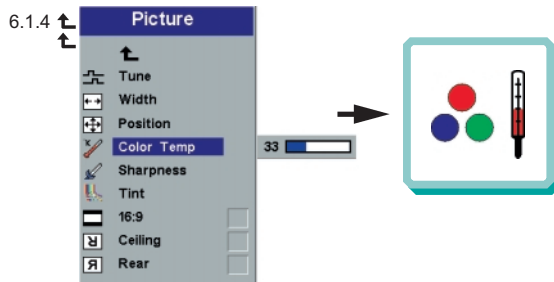 6.1.4
Picture
Tune
Width
Position
Color Temp
33
Sharpness
Tint
16:9
Ceiling
Rear